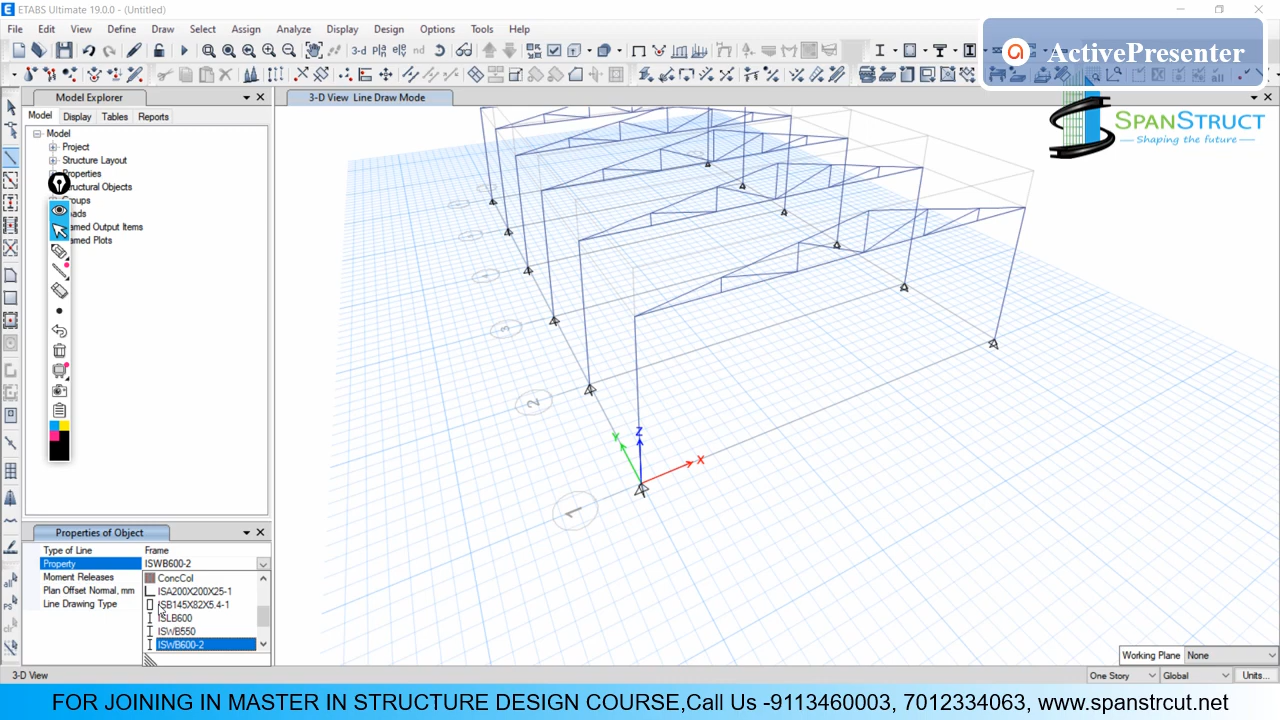 ETABS Ultimate 19.0.0 - (Untitled)
File Edit View Define Draw Select Assign Analyze Display Design Options Tools Help
ActivePresenter
Model Explorer
3-D View Line Draw Mode
Model Display Tables Reports
Model
Project
Structure Layout
Properties
Structural Objects
Groups
Loads
Named Output Items
Named Plots
SPANSTRUCT
Shaping the future
3
2
1
X
Y
Z
Properties of Object
Type of Line Frame
Property ISWB600-2
Moment Releases
Plan Offset Normal, mm
Line Drawing Type
ConcCol
ISA200X200X25-1
ISB145X82X5.4-1
ISLB600
ISWB550
ISWB600-2
Working Plane None
3-D View
One Story Global Units...
FOR JOINING IN MASTER IN STRUCTURE DESIGN COURSE,Call Us -9113460003, 7012334063, www.spanstrcut.net